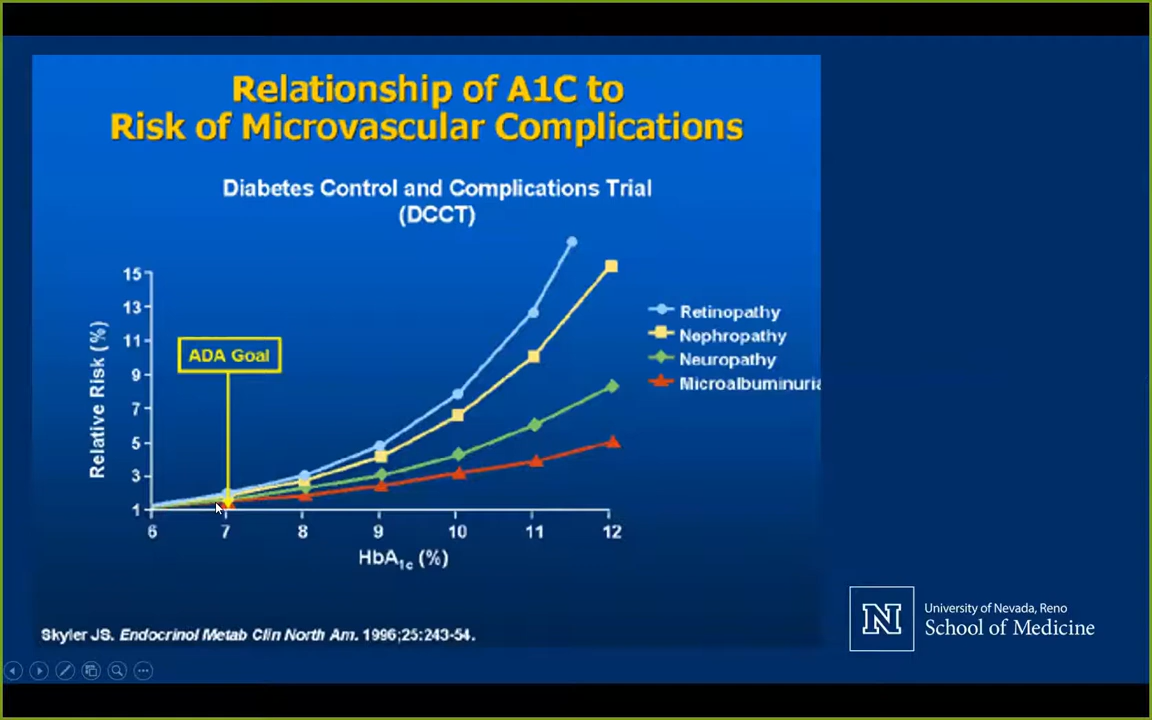 Relationship of A1C to
Risk of Microvascular Complications
Diabetes Control and Complications Trial
(DCCT)
Relative Risk (%)
15
13
11
9
7
5
3
1
ADA Goal
Retinopathy
Nephropathy
Neuropathy
Microalbuminuria
6 7 8 9 10 11 12
HbA1c (%)
Skyler JS. Endocrinol Metab Clin North Am. 1996;25:243-54.
N
University of Nevada, Reno
School of Medicine